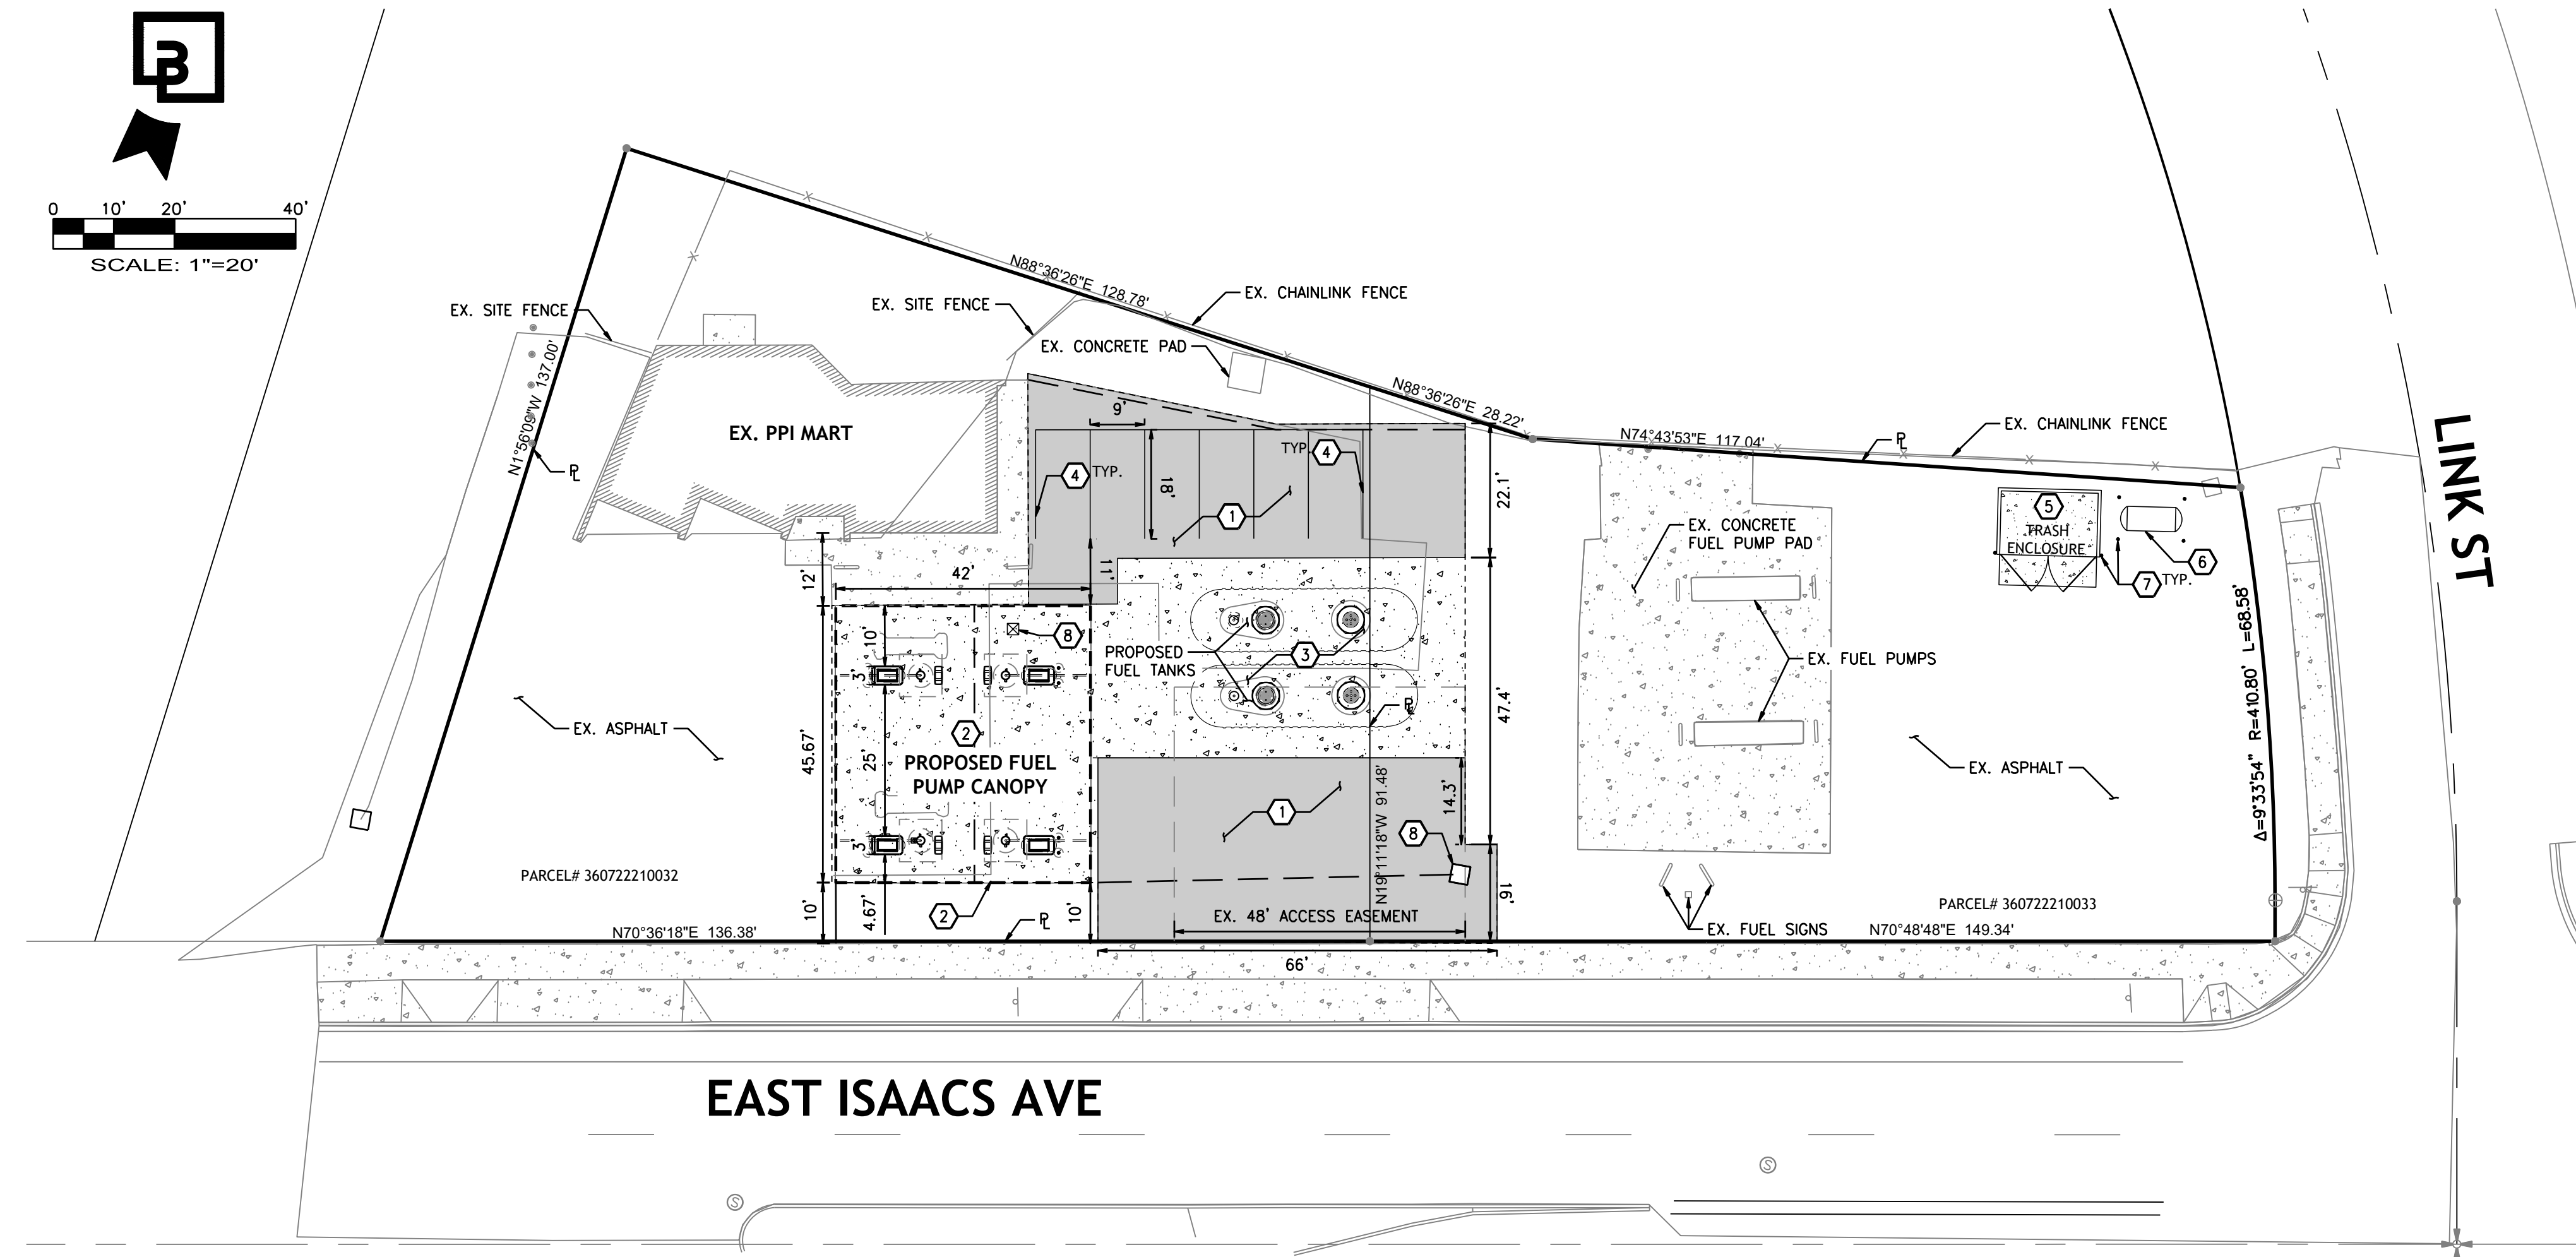 B
0 10' 20' 40'
SCALE: 1"=20'
N88°36'26"E 128.78'
EX. CHAINLINK FENCE
EX. SITE FENCE
EX. SITE FENCE
EX. CONCRETE PAD
N1°56'09"W 137.00'
PL
EX. PPI MART
9'
N88°36'26"E 28.22'
N74°43'53"E 117.04'
PL
EX. CHAINLINK FENCE
LINK ST
4 TYP.
TYP. 4
18'
1
22.1'
EX. CONCRETE
FUEL PUMP PAD
5
TRASH
ENCLOSURE
6
7 TYP.
12'
42'
11'
10'
8
3'
PROPOSED
FUEL TANKS
3
EX. FUEL PUMPS
47.4'
PL
EX. ASPHALT
45.67'
25'
2
PROPOSED FUEL
PUMP CANOPY
3'
1
14.3'
N19°11'18"W 91.48'
8
EX. ASPHALT
Δ=9°33'54" R=410.80' L=68.58'
PARCEL# 360722210032
10'
4.67'
2
PL
10'
EX. 48' ACCESS EASEMENT
16'
66'
EX. FUEL SIGNS
PARCEL# 360722210033
N70°36'18"E 136.38'
N70°48'48"E 149.34'
EAST ISAACS AVE
S
S